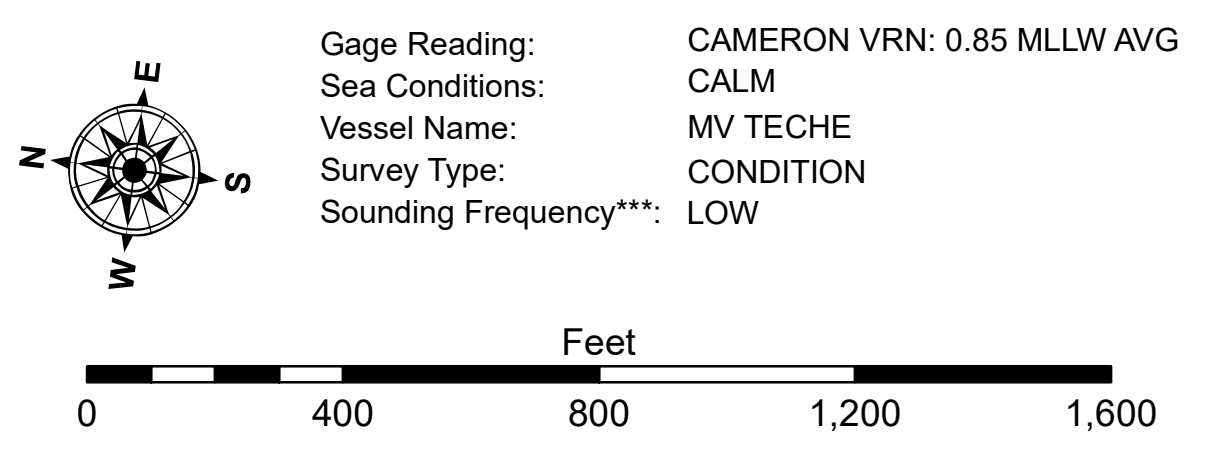 E
N
S
W
Gage Reading: CAMERON VRN: 0.85 MLLW AVG
Sea Conditions: CALM
Vessel Name: MV TECHE
Survey Type: CONDITION
Sounding Frequency***: LOW
Feet
0 400 800 1,200 1,600